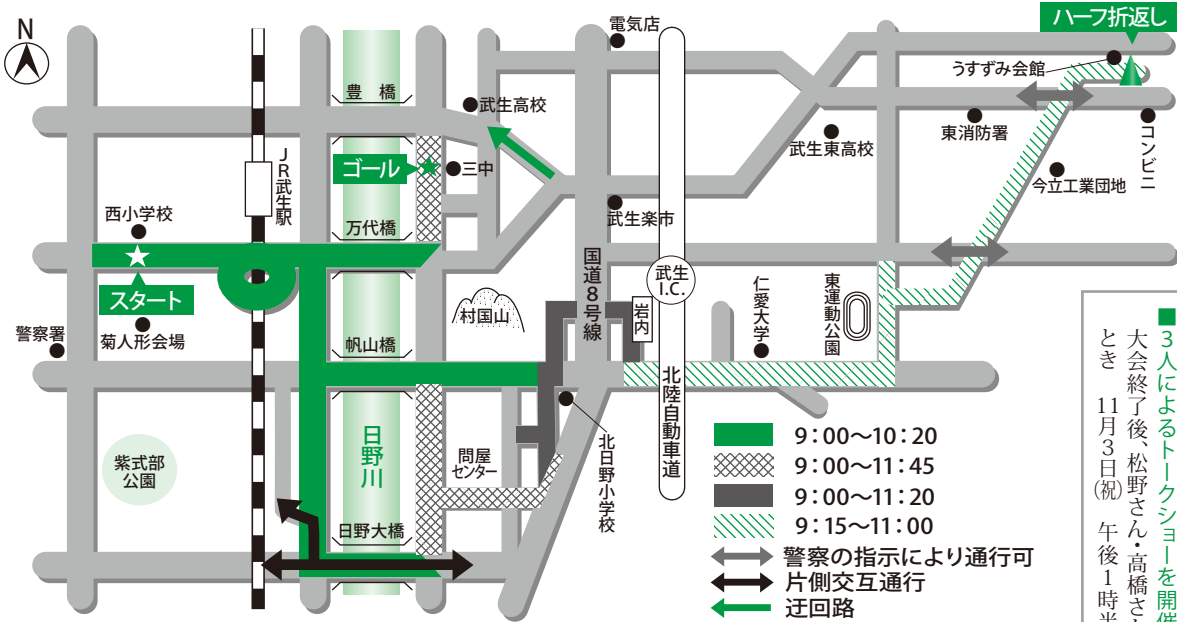 N
電気店
ハーフ折返し
うすずみ会館
豊橋
武生高校
東消防署
コンビニ
武生東高校
ゴール
三中
今立工業団地
JR武生駅
西小学校
万代橋
武生楽市
国道8号線
武生
I.C.
スタート
村国山
岩内
仁愛大学
東運動公園
警察署
菊人形会場
帆山橋
北陸自動車道
日野川
紫式部
公園
問屋
センター
北日野小学校
日野大橋
9:00〜10:20
9:00〜11:45
9:00〜11:20
9:15〜11:00
警察の指示により通行可
片側交互通行
迂回路
■3人によるトークショーを開催
大会終了後、松野さん・高橋さん
とき 11月3日(祝) 午後1時半